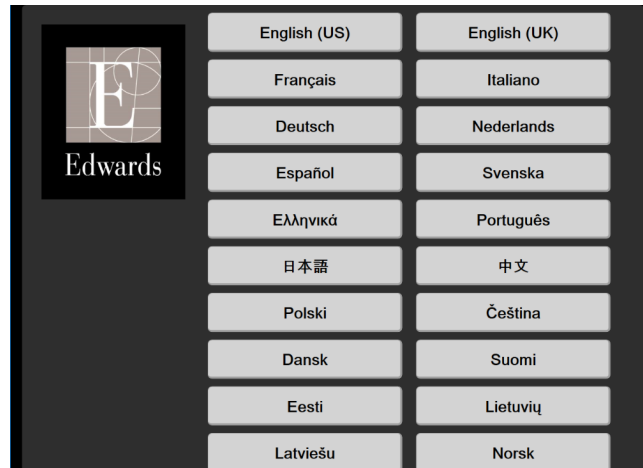 E
Edwards
English (US) English (UK)
Français Italiano
Deutsch Nederlands
Español Svenska
Ελληνικά Português
日本語 中文
Polski Čeština
Dansk Suomi
Eesti Lietuvių
Latviešu Norsk